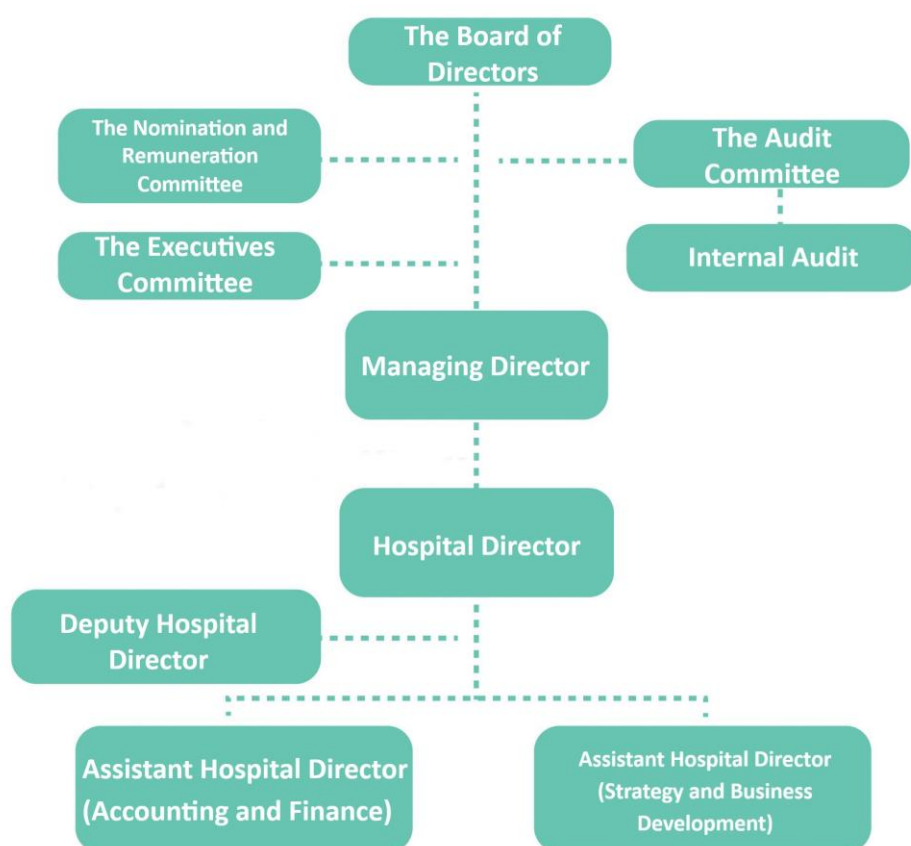 The Board of
Directors
The Nomination and
Remuneration
Committee
The Audit
Committee
The Executives
Committee
Internal Audit
Managing Director
Hospital Director
Deputy Hospital
Director
Assistant Hospital Director
(Accounting and Finance)
Assistant Hospital Director
(Strategy and Business
Development)